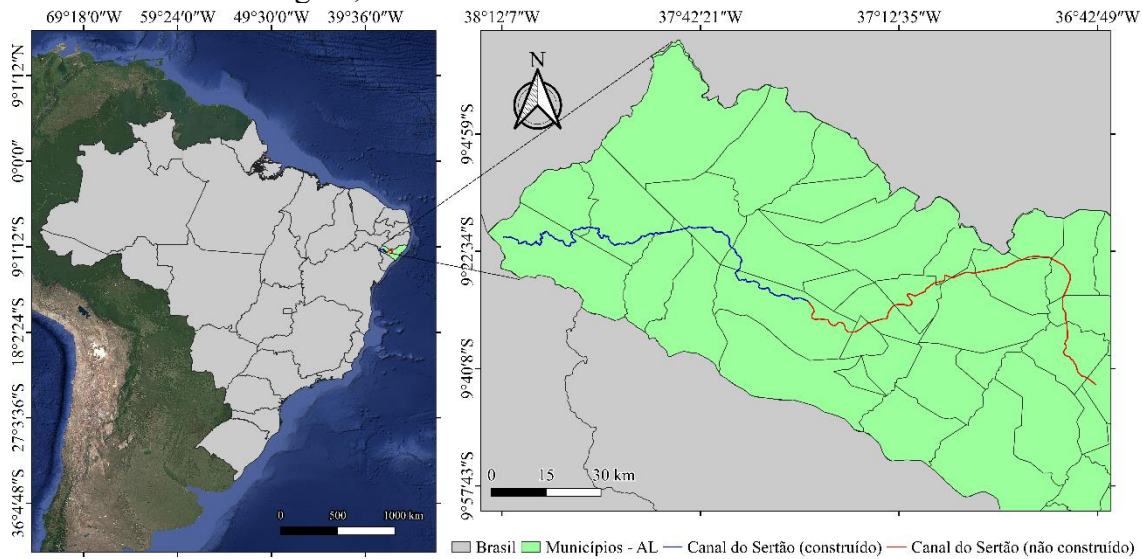 69°18′0″W 59°24′0″W 49°30′0″W 39°36′0″W
38°12′7″W 37°42′21″W 37°12′35″W 36°42′49″W
N
9°1′12″N
0°0′0″
9°1′12″S
18°2′24″S
27°3′36″S
36°4′48″S
9°4′59″S
9°22′34″S
9°40′8″S
9°57′43″S
0 500 1000 km
0 15 30 km
Brasil Municípios - AL Canal do Sertão (construído) Canal do Sertão (não construído)